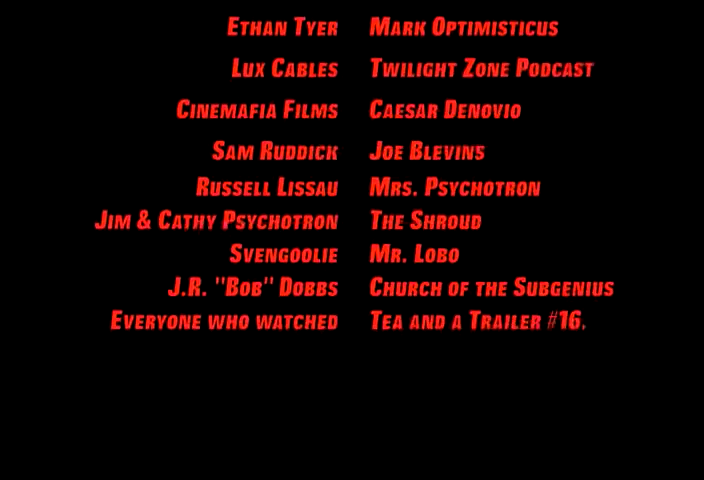 Ethan Tyer Mark Optimisticus
Lux Cables Twilight Zone Podcast
Cinemafia Films Caesar Denovio
Sam Ruddick Joe Blevins
Russell Lissau Mrs. Psychotron
Jim & Cathy Psychotron The Shroud
Svengoolie Mr. Lobo
J.R. "Bob" Dobbs Church of the Subgenius
Everyone who watched Tea and a Trailer #16.